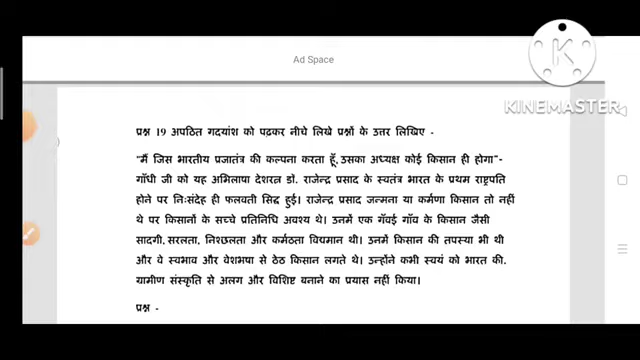 Ad Space
KINEMASTER
प्रश्न 19 अपठित गद्यांश को पढ़कर नीचे लिखे प्रश्नों के उत्तर लिखिए -
"मैं जिस भारतीय प्रजातंत्र की कल्पना करता हूँ, उसका अध्यक्ष कोई किसान ही होगा"-
गाँधी जी को यह अभिलाषा देशरत्न डॉ. राजेन्द्र प्रसाद के स्वतंत्र भारत के प्रथम राष्ट्रपति
होने पर निःसंदेह ही फलवती सिद्ध हुई। राजेन्द्र प्रसाद जन्मना या कर्मणा किसान तो नहीं
थे पर किसानों के सच्चे प्रतिनिधि अवश्य थे। उनमें एक गँवई गाँव के किसान जैसी
सादगी, सरलता, निश्छलता और कर्मठता विद्यमान थी। उनमें किसान की तपस्या भी थी
और वे स्वभाव और वेशभषा से ठेठ किसान लगते थे। उन्होंने कभी स्वयं को भारत की,
ग्रामीण संस्कृति से अलग और विशिष्ट बनाने का प्रयास नहीं किया।
प्रश्न -